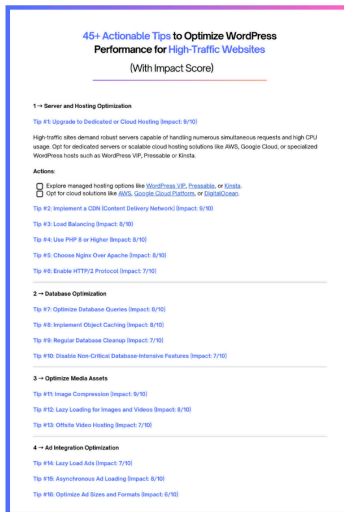 45+ Actionable Tips to Optimize WordPress
Performance for High-Traffic Websites
(With Impact Score)
1 → Server and Hosting Optimization
Tip #1: Upgrade to Dedicated or Cloud Hosting (Impact: 9/10)
High-traffic sites demand robust servers capable of handling numerous simultaneous requests and high CPU
usage. Opt for dedicated servers or scalable cloud hosting solutions like AWS, Google Cloud, or specialized
WordPress hosts such as WordPress VIP, Pressable or Kinsta.
Actions:
Explore managed hosting options like WordPress VIP, Pressable, or Kinsta.
Opt for cloud solutions like AWS, Google Cloud Platform, or DigitalOcean.
Tip #2: Implement a CDN (Content Delivery Network) (Impact: 9/10)
Tip #3: Load Balancing (Impact: 8/10)
Tip #4: Use PHP 8 or Higher (Impact: 8/10)
Tip #5: Choose Nginx Over Apache (Impact: 8/10)
Tip #6: Enable HTTP/2 Protocol (Impact: 7/10)
2 → Database Optimization
Tip #7: Optimize Database Queries (Impact: 6/10)
Tip #8: Implement Object Caching (Impact: 8/10)
Tip #9: Regular Database Cleanup (Impact: 7/10)
Tip #10: Disable Non-Critical Database-Intensive Features (Impact: 7/10)
3 → Optimize Media Assets
Tip #11: Image Compression (Impact: 9/10)
Tip #12: Lazy Loading for Images and Videos (Impact: 8/10)
Tip #13: Offsite Video Hosting (Impact: 7/10)
4 → Ad Integration Optimization
Tip #14: Lazy Load Ads (Impact: 7/10)
Tip #15: Asynchronous Ad Loading (Impact: 8/10)
Tip #16: Optimize Ad Sizes and Formats (Impact: 6/10)